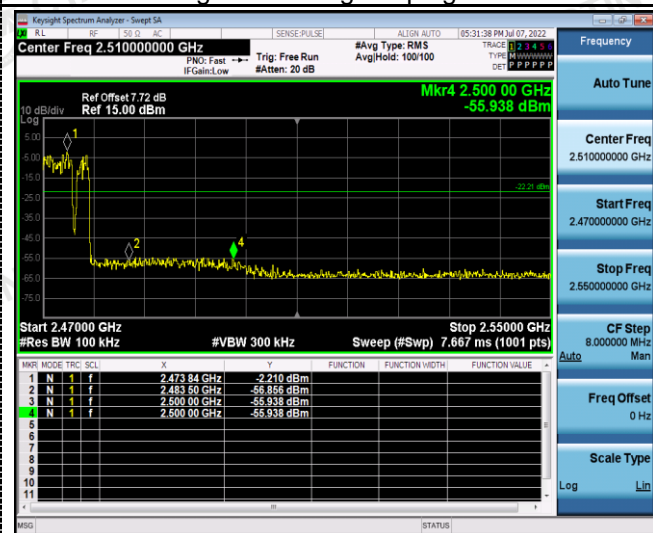 Keysight Spectrum Analyzer - Swept SA
RL RF 50 Ω AC SENSE:PULSE ALIGN AUTO 05:31:38 PM Jul 07, 2022
Center Freq 2.510000000 GHz
PNO: Fast
IFGain:Low
Trig: Free Run
#Atten: 20 dB
#Avg Type: RMS
Avg|Hold: 100/100
TRACE 1 2 3 4 5 6
TYPE M W W W W W
DET P P P P P P
Frequency
Mkr4 2.500 00 GHz
-55.938 dBm
Ref Offset 7.72 dB
10 dB/div Ref 15.00 dBm
Log
5.00
-5.00
-15.0
-25.0
-35.0
-45.0
-55.0
-65.0
-75.0
1
2
4
-22.21 dBm
Start 2.47000 GHz Stop 2.55000 GHz
#Res BW 100 kHz #VBW 300 kHz Sweep (#Swp) 7.667 ms (1001 pts)
MKR MODE TRC SCL X Y FUNCTION FUNCTION WIDTH FUNCTION VALUE
1 N 1 f 2.473 84 GHz -2.210 dBm
2 N 1 f 2.483 50 GHz -56.856 dBm
3 N 1 f 2.500 00 GHz -55.938 dBm
4 N 1 f 2.500 00 GHz -55.938 dBm
5
6
7
8
9
10
11
MSG STATUS
Auto Tune
Center Freq
2.510000000 GHz
Start Freq
2.470000000 GHz
Stop Freq
2.550000000 GHz
CF Step
8.000000 MHz
Auto Man
Freq Offset
0 Hz
Scale Type
Log Lin